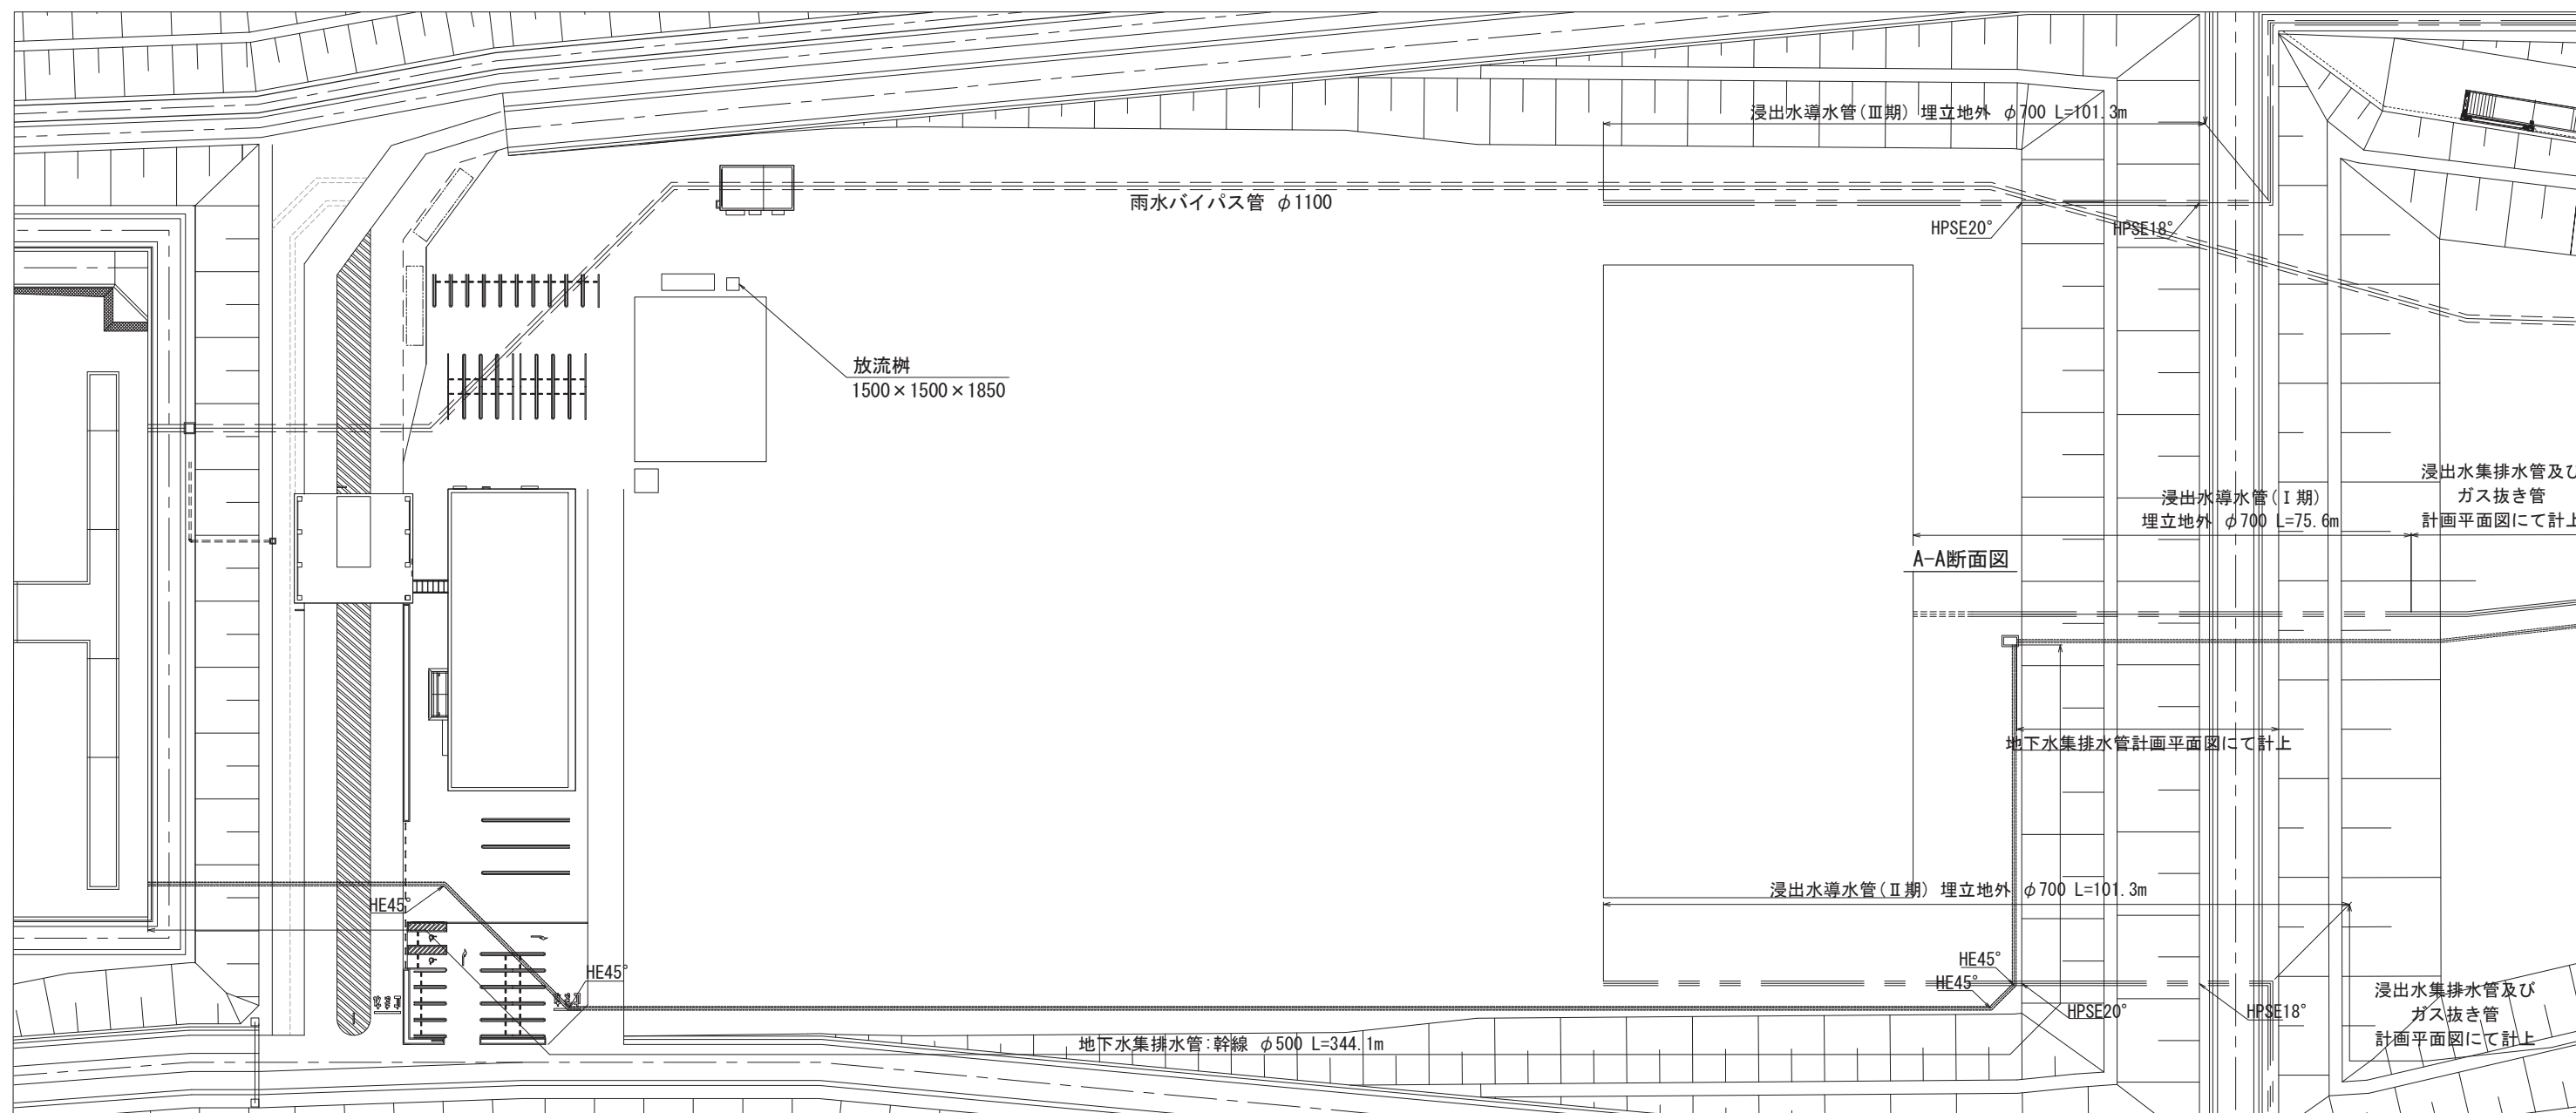 浸出水導水管(Ⅲ期) 埋立地外 φ700 L=101.3m
雨水バイパス管 φ1100
HPSE20°
HPSE18°
放流桝
1500×1500×1850
浸出水集排水管及び
ガス抜き管
計画平面図にて計上
浸出水導水管(Ⅰ期)
埋立地外 φ700 L=75.6m
A-A断面図
地下水集排水管計画平面図にて計上
浸出水導水管(Ⅱ期) 埋立地外 φ700 L=101.3m
HE45°
HE45°
HE45°
HE45°
HPSE20°
HPSE18°
浸出水集排水管及び
ガス抜き管
計画平面図にて計上
地下水集排水管:幹線 φ500 L=344.1m